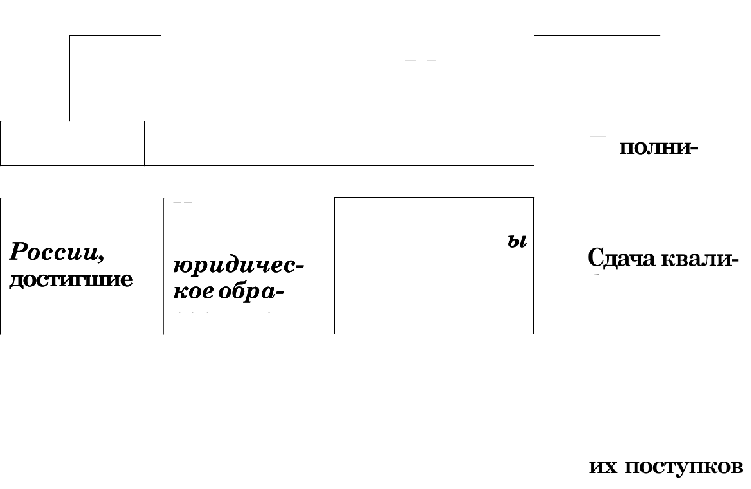 полни-
России,
достигшие
юридичес-
кое обра-
ы
Сдача квали-
их поступков